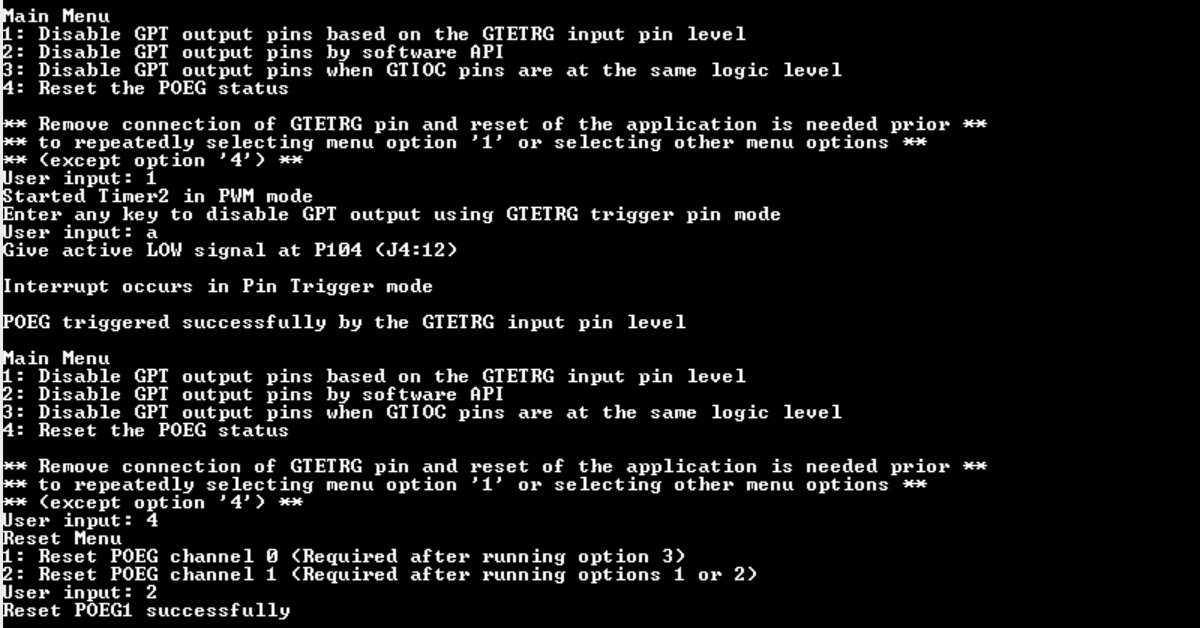 Main Menu
1: Disable GPT output pins based on the GTETRG input pin level
2: Disable GPT output pins by software API
3: Disable GPT output pins when GTIOC pins are at the same logic level
4: Reset the POEG status
** Remove connection of GTETRG pin and reset of the application is needed prior **
** to repeatedly selecting menu option '1' or selecting other menu options **
** (except option '4') **
User input: 1
Started Timer2 in PWM mode
Enter any key to disable GPT output using GTETRG trigger pin mode
User input: a
Give active LOW signal at P104 (J4:12)
Interrupt occurs in Pin Trigger mode
POEG triggered successfully by the GTETRG input pin level
Main Menu
1: Disable GPT output pins based on the GTETRG input pin level
2: Disable GPT output pins by software API
3: Disable GPT output pins when GTIOC pins are at the same logic level
4: Reset the POEG status
** Remove connection of GTETRG pin and reset of the application is needed prior **
** to repeatedly selecting menu option '1' or selecting other menu options **
** (except option '4') **
User input: 4
Reset Menu
1: Reset POEG channel 0 (Required after running option 3)
2: Reset POEG channel 1 (Required after running options 1 or 2)
User input: 2
Reset POEG1 successfully